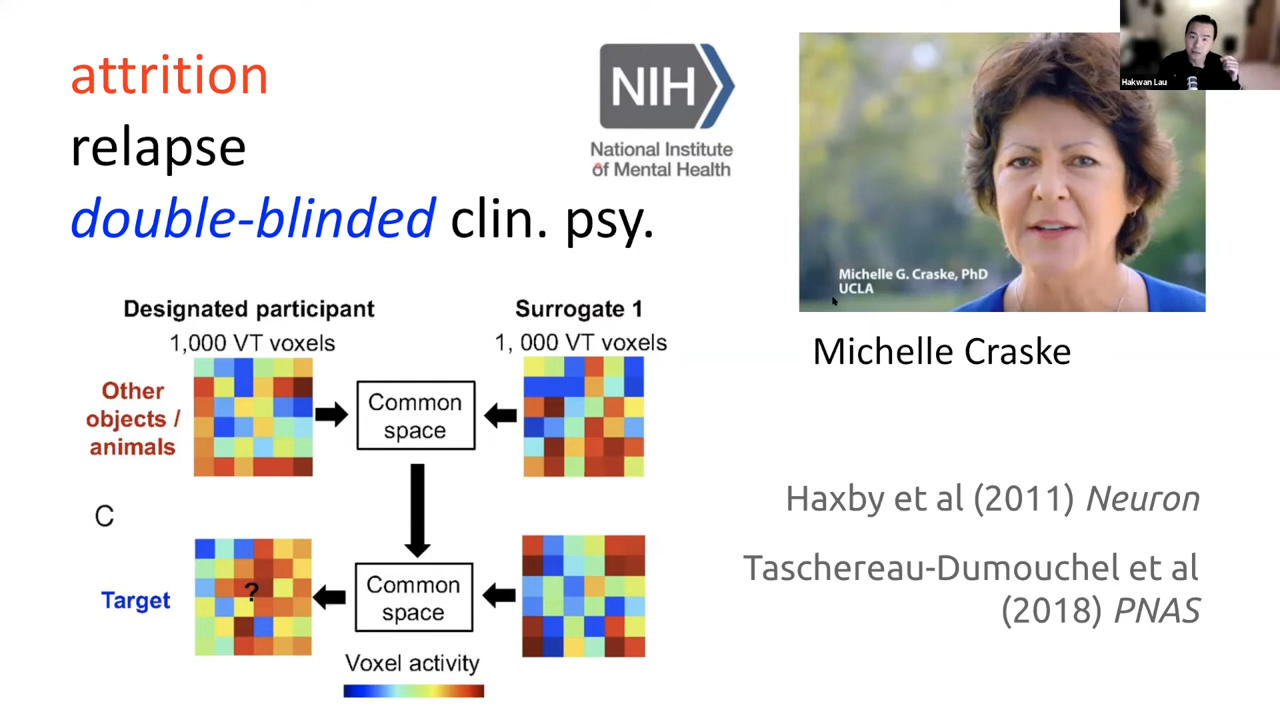 attrition
relapse
double-blinded clin. psy.
NIH
National Institute
of Mental Health
Hakwan Lau
Michelle G. Craske, PhD
UCLA
Michelle Craske
Designated participant
1,000 VT voxels
Surrogate 1
1, 000 VT voxels
Other
objects /
animals
Common
space
C
Target
?
Common
space
Voxel activity
Haxby et al (2011) Neuron
Taschereau-Dumouchel et al
(2018) PNAS